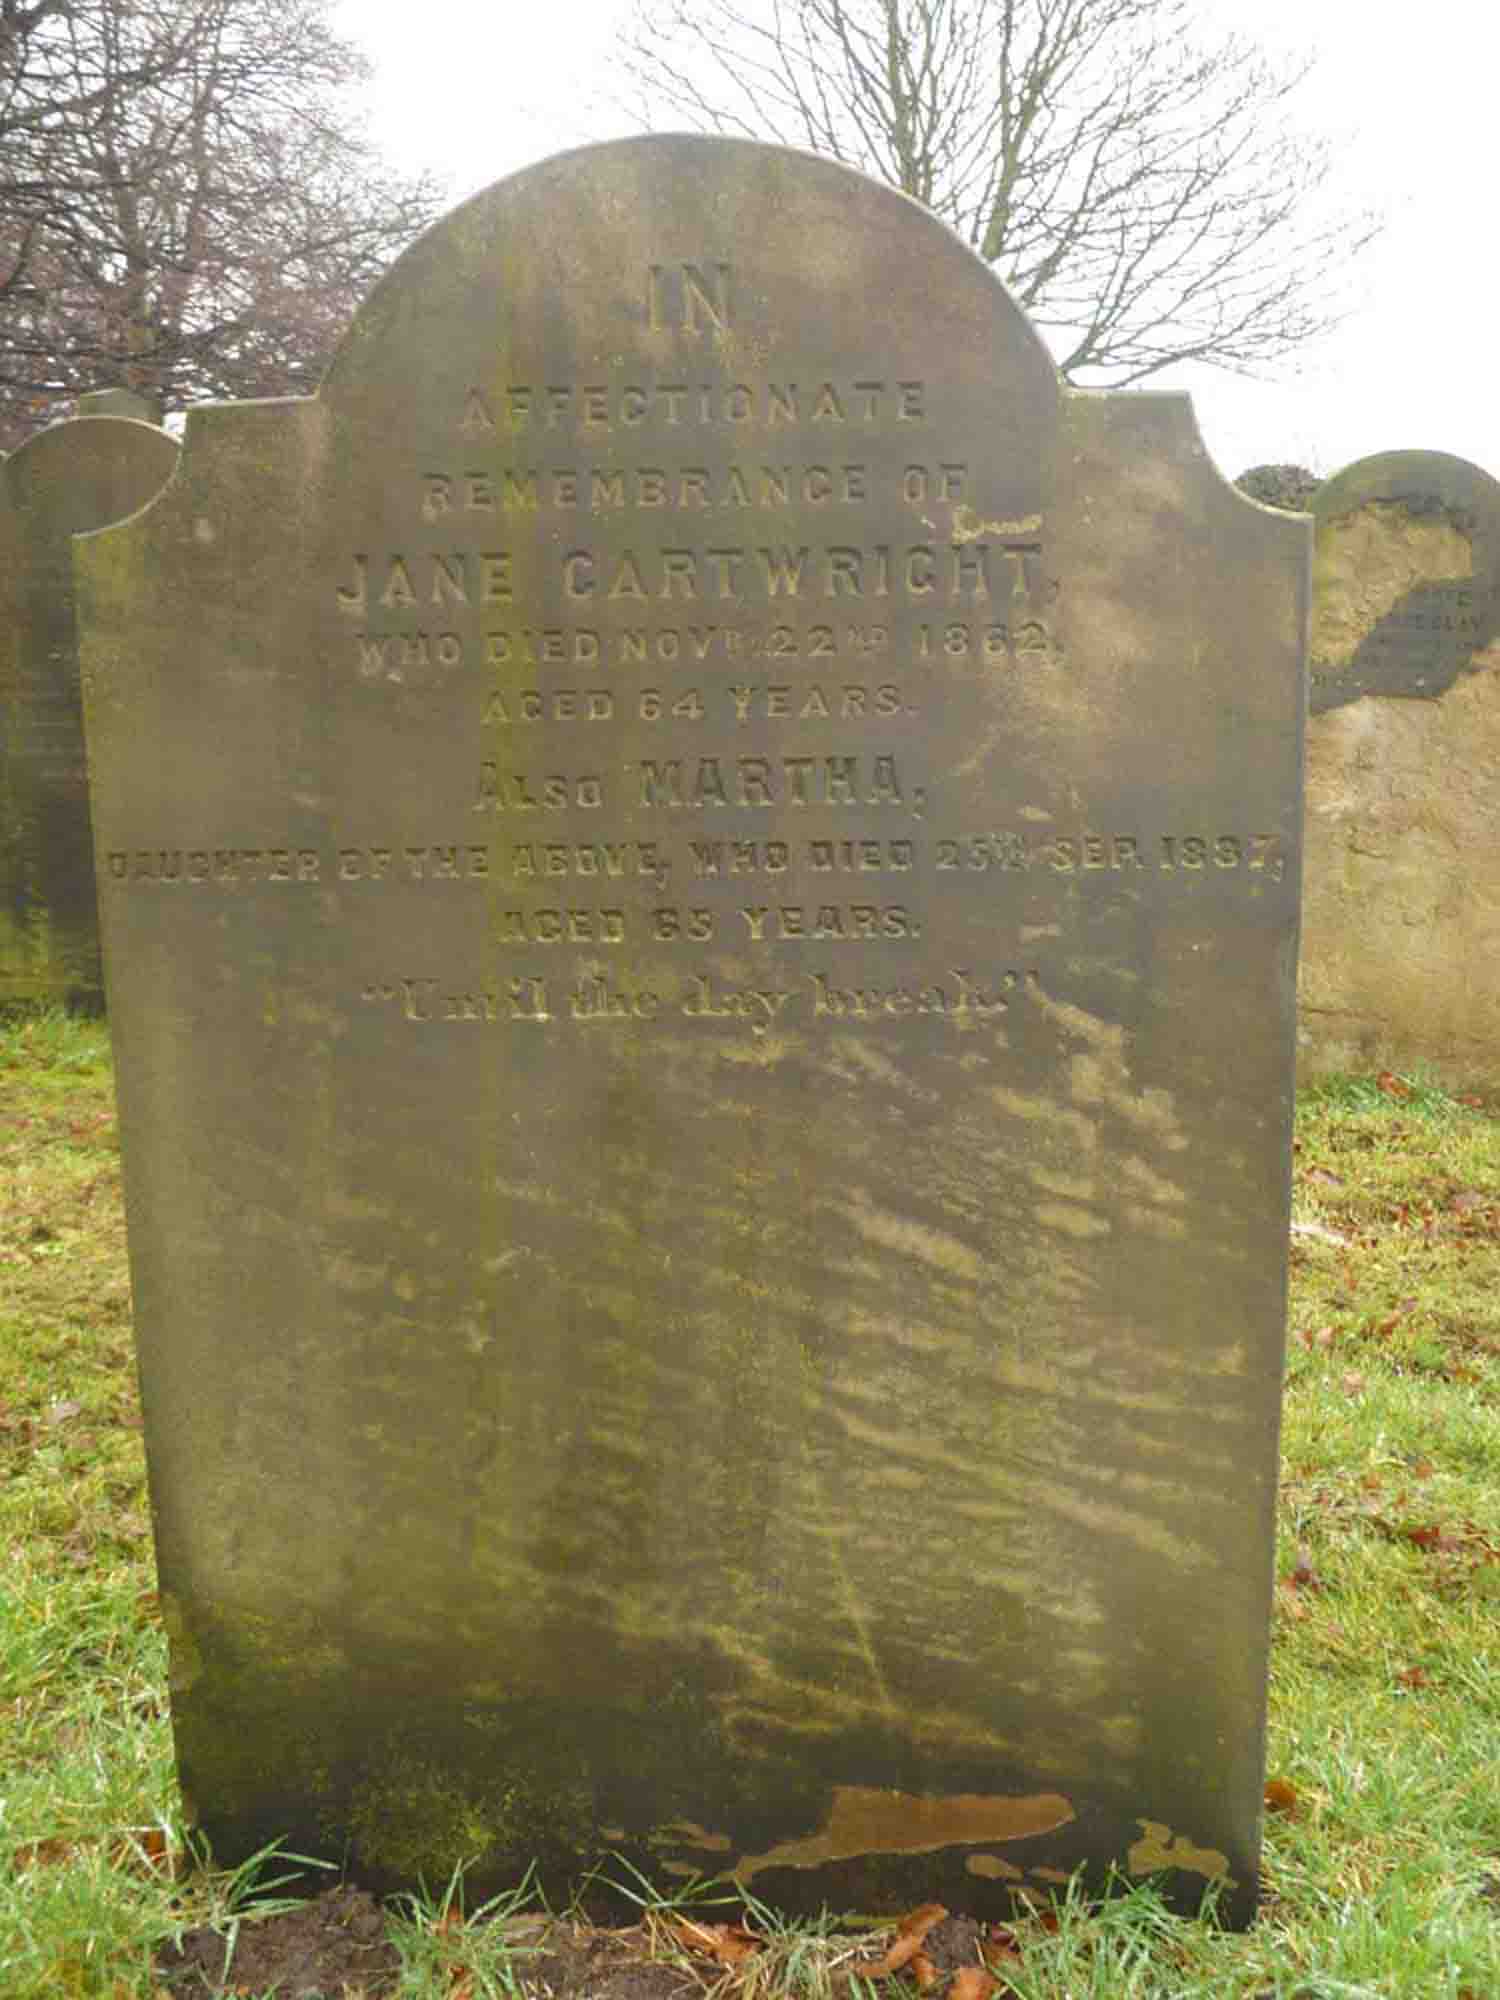 IN
AFFECTIONATE
REMEMBRANCE OF
JANE CARTWRIGHT,
WHO DIED NOVR 22ND 1862,
AGED 64 YEARS.
ALSO MARTHA,
DAUGHTER OF THE ABOVE, WHO DIED 25TH SEP. 1887,
AGED 65 YEARS.
"Until the day break."